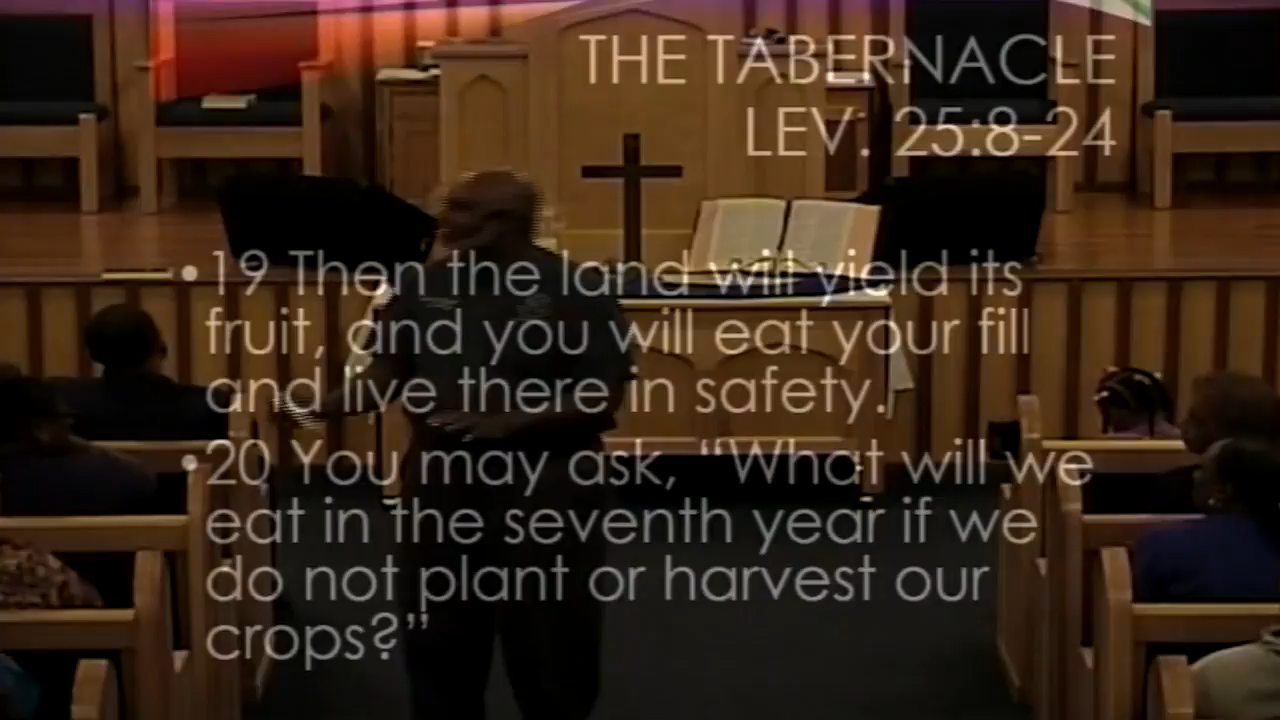 THE TABERNACLE
LEV. 25:8-24
•19 Then the land will yield its
fruit, and you will eat your fill
and live there in safety.
•20 You may ask, “What will we
eat in the seventh year if we
do not plant or harvest our
crops?”